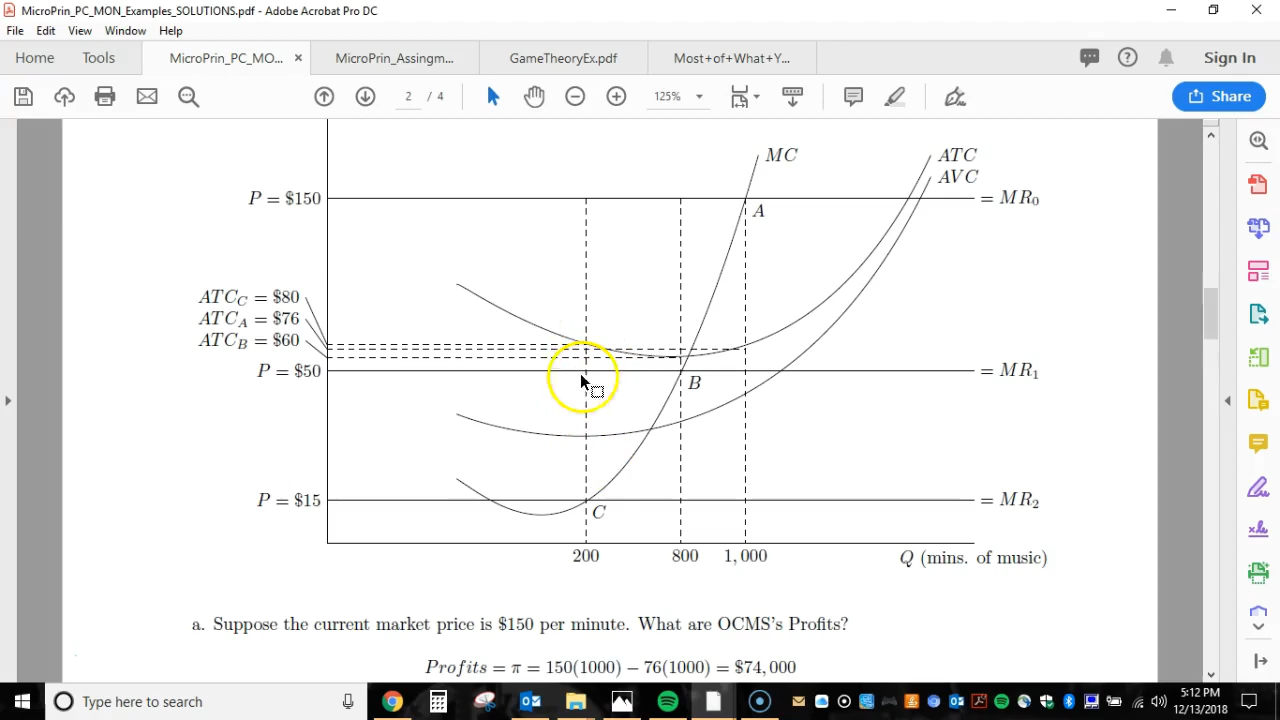 MicroPrin_PC_MON_Examples_SOLUTIONS.pdf - Adobe Acrobat Pro DC
File Edit View Window Help
Home Tools MicroPrin_PC_MO... × MicroPrin_Assingm... GameTheoryEx.pdf Most+of+What+Y... Sign In
2 / 4 125% Share
MC
ATC
AVC
P = $150
= MR₀
A
ATC_C = $80
ATC_A = $76
ATC_B = $60
P = $50
= MR₁
B
P = $15
= MR₂
C
200 800 1,000 Q (mins. of music)
a. Suppose the current market price is $150 per minute. What are OCMS's Profits?
Profits = π = 150(1000) − 76(1000) = $74,000
Type here to search
5:12 PM
12/13/2018